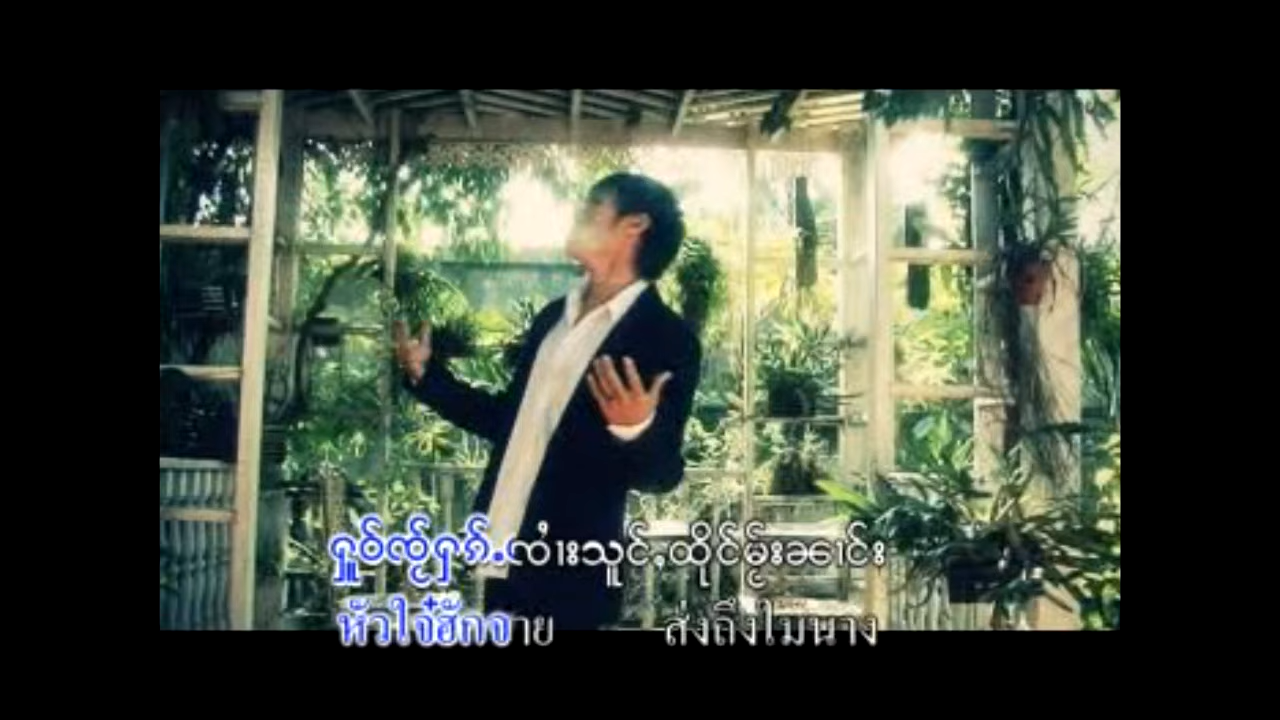 ႁူဝ်ၸႂ်ႁၵ်ႉၸၢႆးသူင်ႇထိုင်မႂ်းၼၢင်း
หัวใจ๋ฮักจาย ส่งถึงไม่นาง